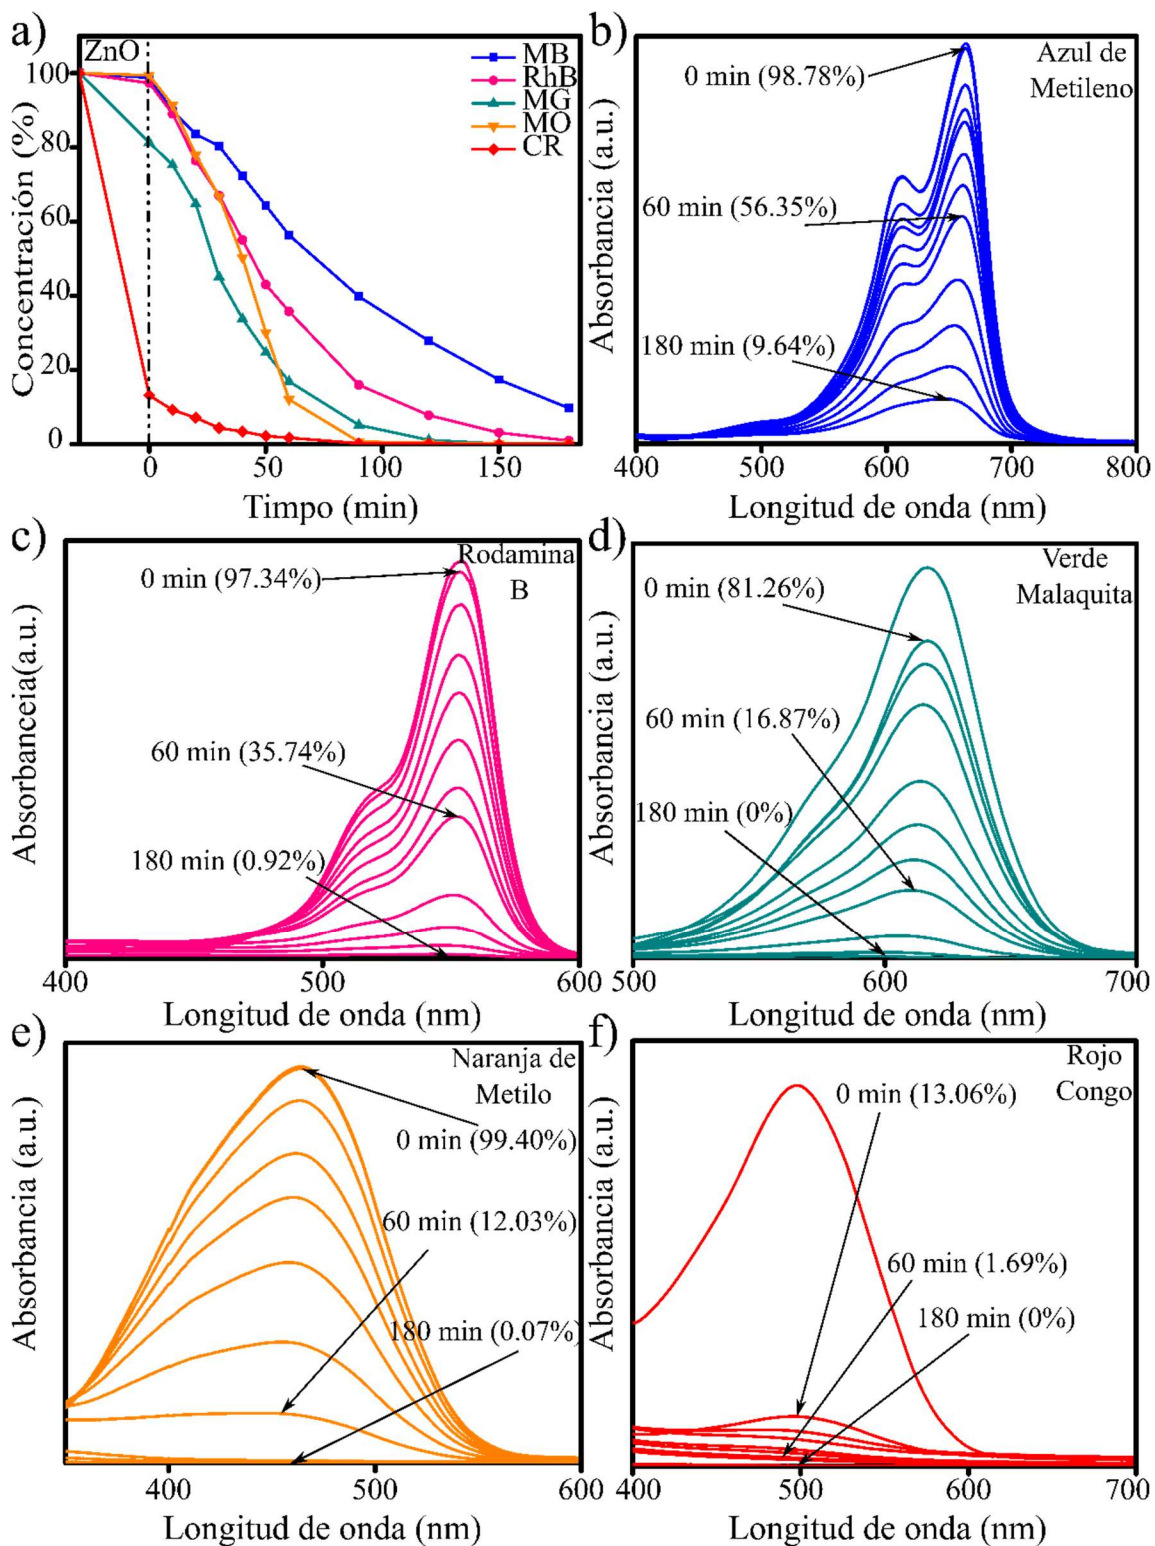 a)
ZnO
MB
RhB
MG
MO
CR
100
80
60
40
20
0
Concentración (%)
0
50
100
150
Timpo (min)
b)
Azul de
Metileno
0 min (98.78%)
60 min (56.35%)
180 min (9.64%)
Absorbancia (a.u.)
400
500
600
700
800
Longitud de onda (nm)
c)
Rodamina
B
0 min (97.34%)
60 min (35.74%)
180 min (0.92%)
Absorbanceia(a.u.)
400
500
600
Longitud de onda (nm)
d)
Verde
Malaquita
0 min (81.26%)
60 min (16.87%)
180 min (0%)
Absorbancia (a.u.)
500
600
700
Longitud de onda (nm)
e)
Naranja de
Metilo
0 min (99.40%)
60 min (12.03%)
180 min (0.07%)
Absorbancia (a.u.)
400
500
600
Longitud de onda (nm)
f)
Rojo
Congo
0 min (13.06%)
60 min (1.69%)
180 min (0%)
Absorbancia (a.u.)
400
500
600
700
Longitud de onda (nm)